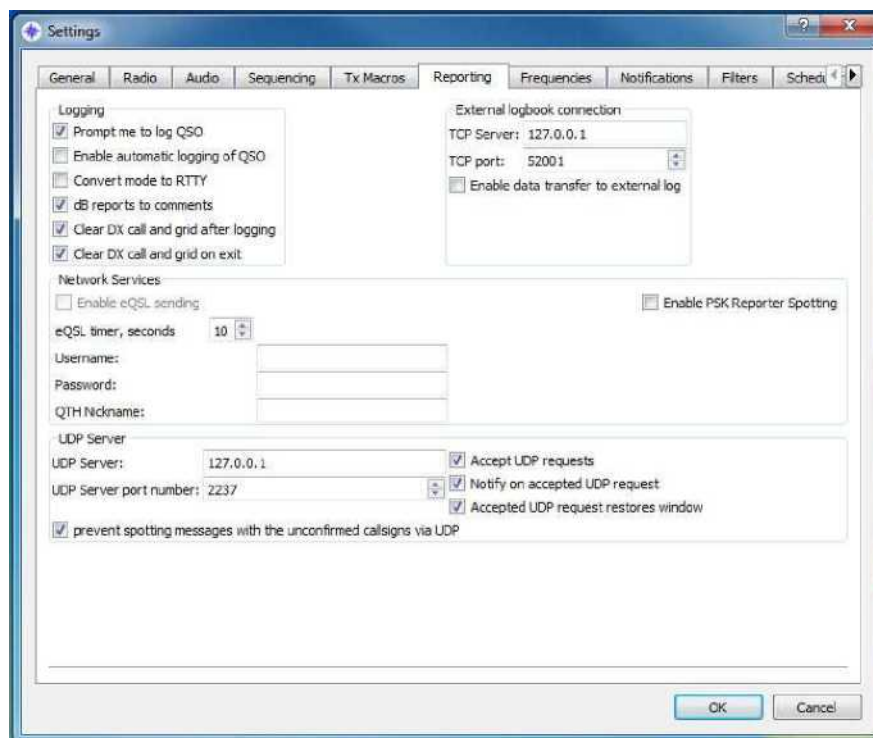 Settings
General Radio Audio Sequencing Tx Macros Reporting Frequencies Notifications Filters
Logging
Prompt me to log QSO
Enable automatic logging of QSO
Convert mode to RTTY
dB reports to comments
Clear DX call and grid after logging
Clear DX call and grid on exit
External logbook connection
TCP Server: 127.0.0.1
TCP port: 52001
Enable data transfer to external log
Network Services
Enable eQSL sending
Enable PSK Reporter Spotting
eQSL timer, seconds 10
Username:
Password:
QTH Nickname:
UDP Server
UDP Server: 127.0.0.1
UDP Server port number: 2237
Accept UDP requests
Notify on accepted UDP request
Accepted UDP request restores window
prevent spotting messages with the unconfirmed callsigns via UDP
OK Cancel